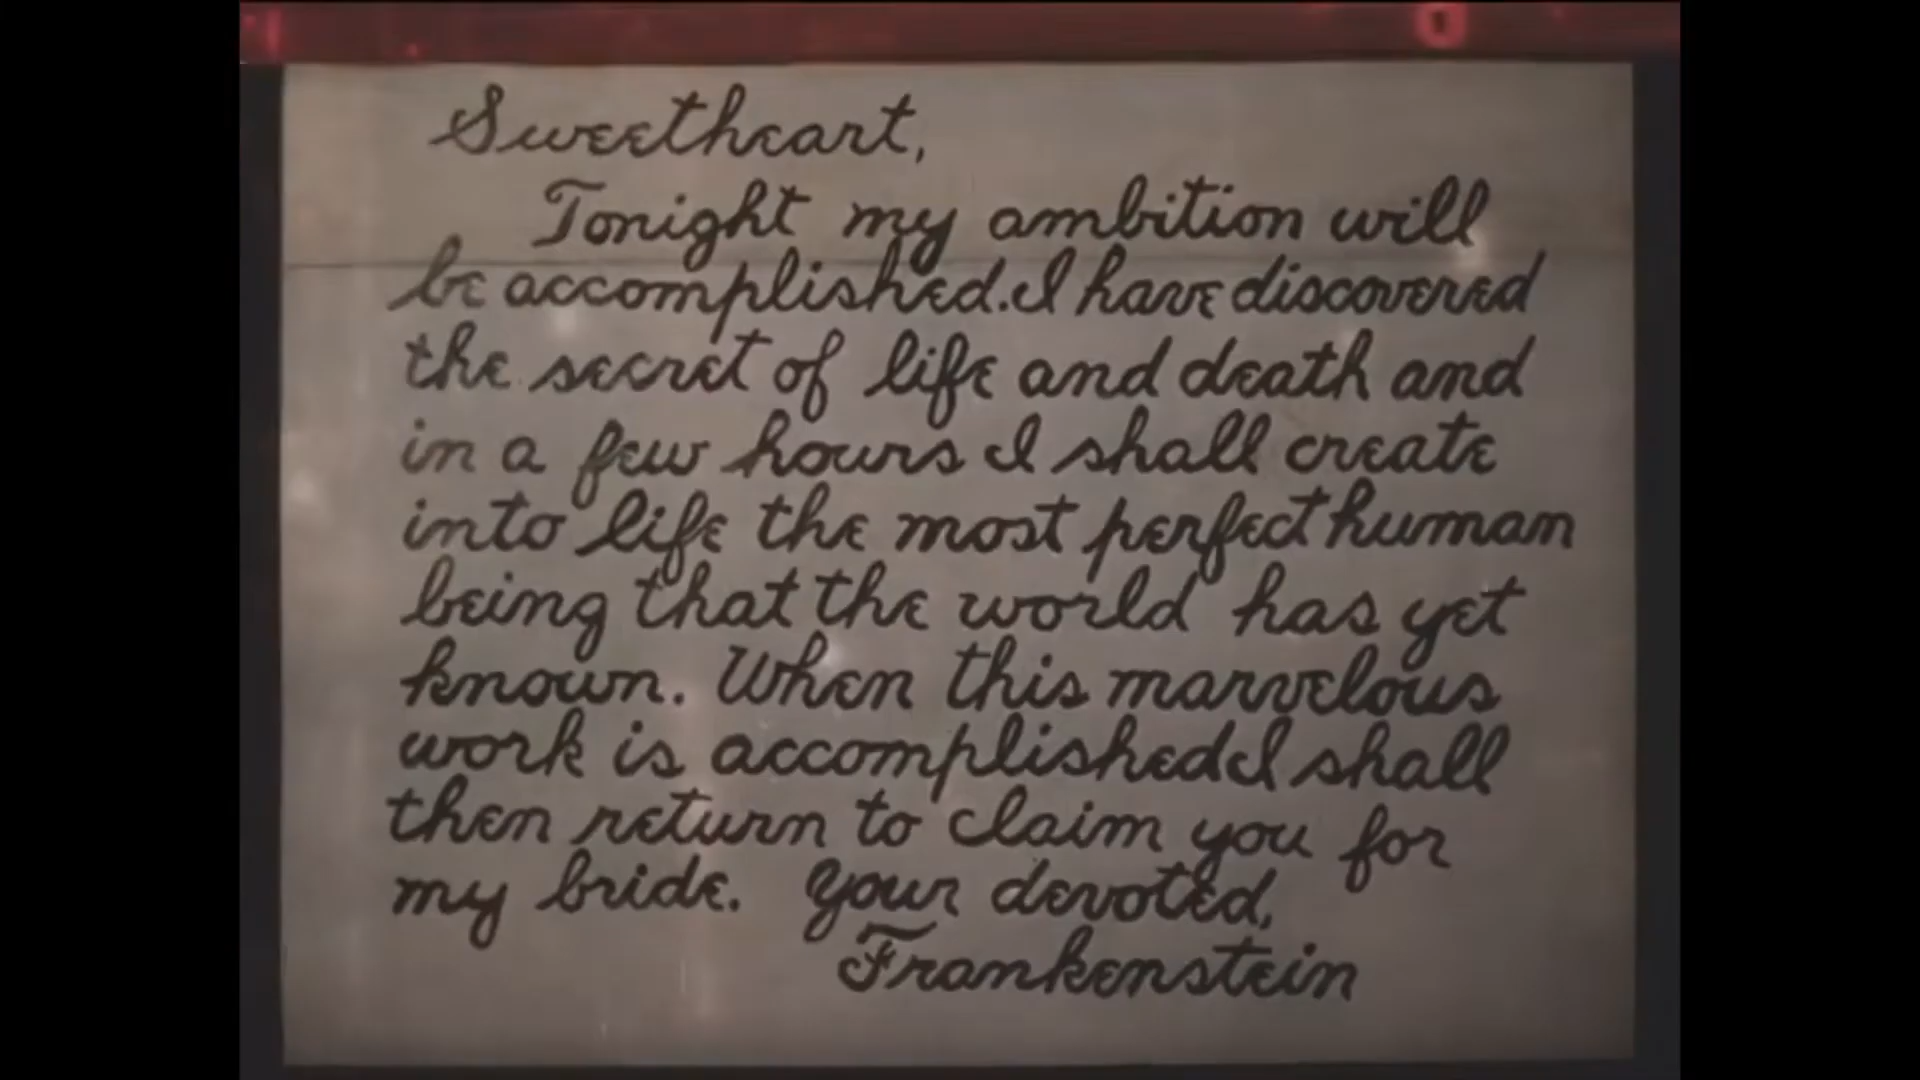 Sweetheart,
Tonight my ambition will
be accomplished. I have discovered
the secret of life and death and
in a few hours I shall create
into life the most perfect human
being that the world has yet
known. When this marvelous
work is accomplished I shall
then return to claim you for
my bride. Your devoted,
Frankenstein